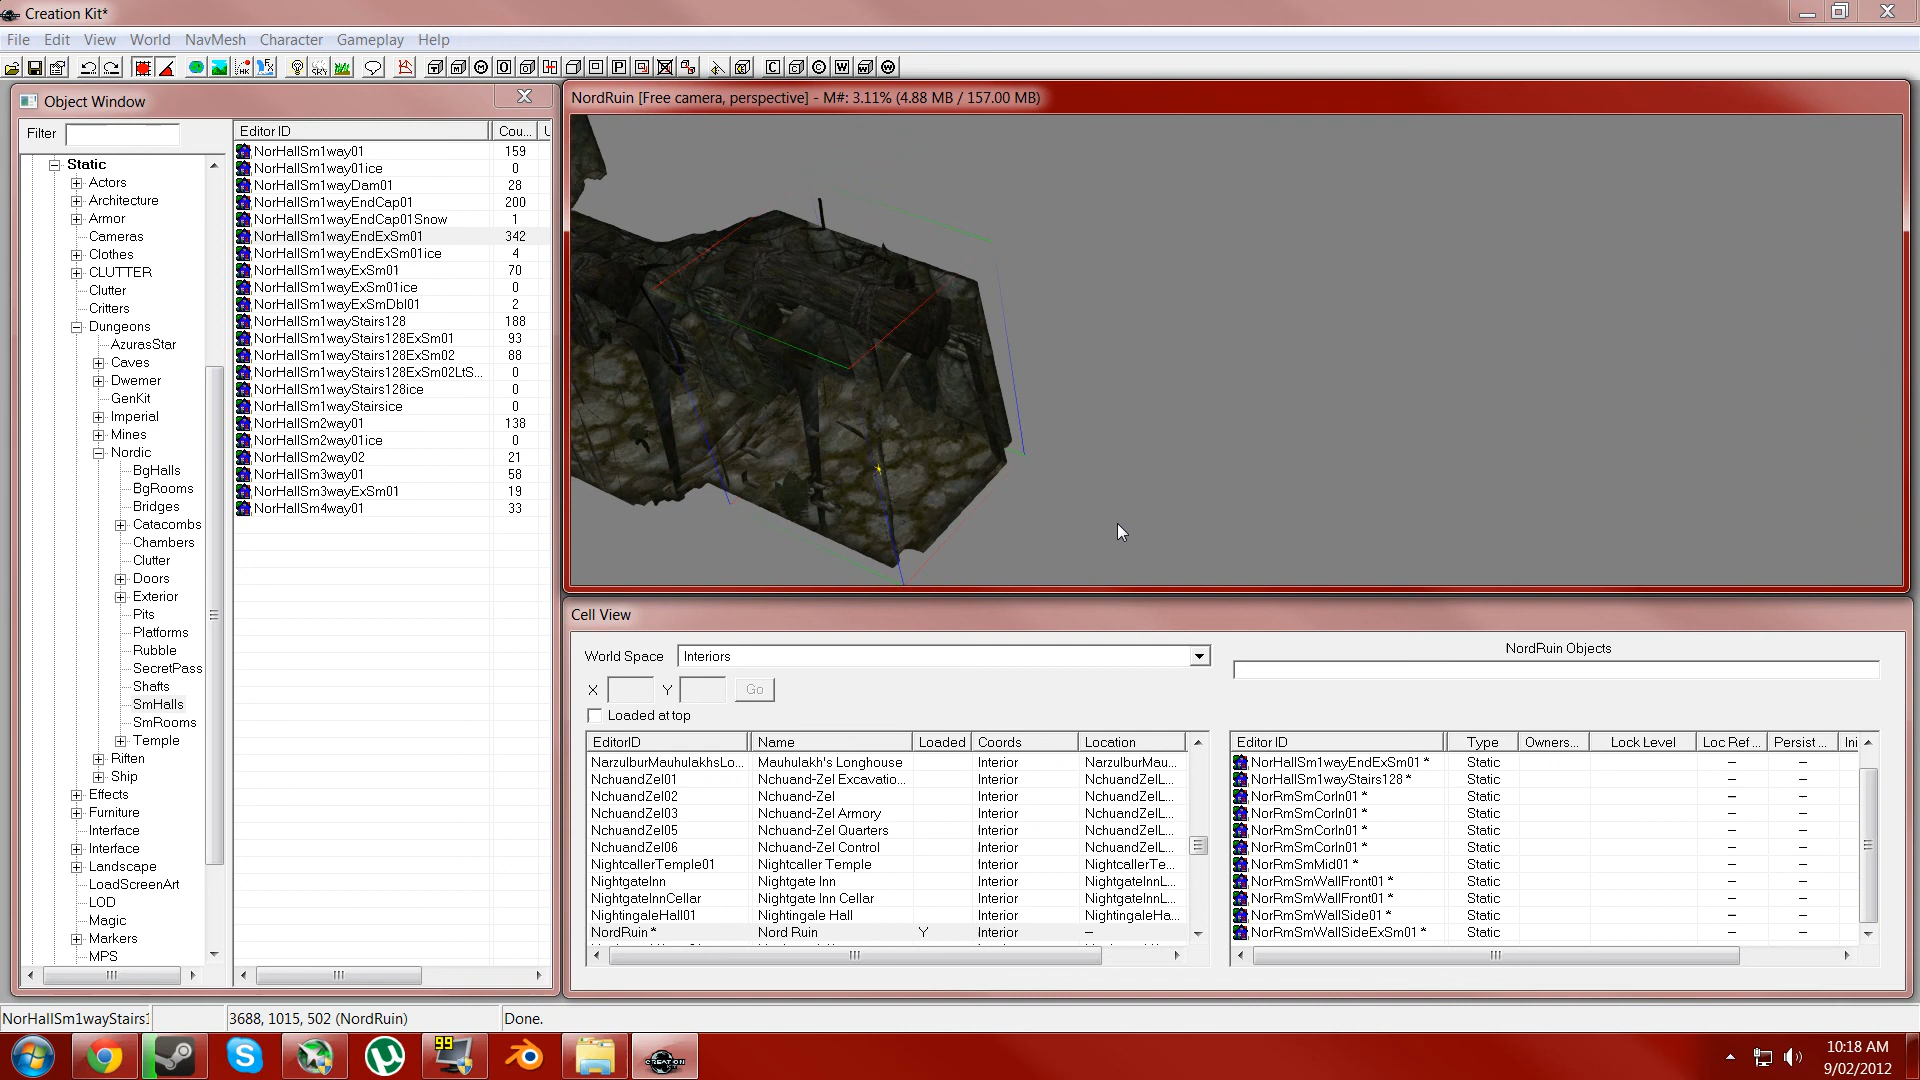 Creation Kit*
File Edit View World NavMesh Character Gameplay Help
Object Window
Filter
Static
Actors
Architecture
Armor
Cameras
Clothes
CLUTTER
Clutter
Critters
Dungeons
AzurasStar
Caves
Dwemer
GenKit
Imperial
Mines
Nordic
BgHalls
BgRooms
Bridges
Catacombs
Chambers
Clutter
Doors
Exterior
Pits
Platforms
Rubble
SecretPass
Shafts
SmHalls
SmRooms
Temple
Riften
Ship
Effects
Furniture
Interface
Interface
Landscape
LoadScreenArt
LOD
Magic
Markers
MPS
Editor ID Cou...
NorHallSm1way01 159
NorHallSm1way01ice 0
NorHallSm1wayDam01 28
NorHallSm1wayEndCap01 200
NorHallSm1wayEndCap01Snow 1
NorHallSm1wayEndExSm01 342
NorHallSm1wayEndExSm01ice 4
NorHallSm1wayExSm01 70
NorHallSm1wayExSm01ice 0
NorHallSm1wayExSmDbl01 2
NorHallSm1wayStairs128 188
NorHallSm1wayStairs128ExSm01 93
NorHallSm1wayStairs128ExSm02 88
NorHallSm1wayStairs128ExSm02LtS... 0
NorHallSm1wayStairs128ice 0
NorHallSm1wayStairsice 0
NorHallSm2way01 138
NorHallSm2way01ice 0
NorHallSm2way02 21
NorHallSm3way01 58
NorHallSm3wayExSm01 19
NorHallSm4way01 33
NordRuin [Free camera, perspective] - M#: 3.11% (4.88 MB / 157.00 MB)
Cell View
World Space Interiors
X Y Go
Loaded at top
EditorID Name Loaded Coords Location
NarzulburMauhulakhsLo... Mauhulakh's Longhouse Interior NarzulburMau...
NchuandZel01 Nchuand-Zel Excavatio... Interior NchuandZelL...
NchuandZel02 Nchuand-Zel Interior NchuandZelL...
NchuandZel03 Nchuand-Zel Armory Interior NchuandZelL...
NchuandZel05 Nchuand-Zel Quarters Interior NchuandZelL...
NchuandZel06 Nchuand-Zel Control Interior NchuandZelL...
NightcallerTemple01 Nightcaller Temple Interior NightcallerTe...
NightgateInn Nightgate Inn Interior NightgateInnL...
NightgateInnCellar Nightgate Inn Cellar Interior NightgateInnL...
NightingaleHall01 Nightingale Hall Interior NightingaleHa...
NordRuin * Nord Ruin Y Interior –
NordRuin Objects
Editor ID Type Owners... Lock Level Loc Ref ... Persist ... Ini
NorHallSm1wayEndExSm01 * Static – –
NorHallSm1wayStairs128 * Static – –
NorRmSmCorIn01 * Static – –
NorRmSmCorIn01 * Static – –
NorRmSmCorIn01 * Static – –
NorRmSmCorIn01 * Static – –
NorRmSmMid01 * Static – –
NorRmSmWallFront01 * Static – –
NorRmSmWallFront01 * Static – –
NorRmSmWallSide01 * Static – –
NorRmSmWallSideExSm01 * Static – –
NorHallSm1wayStairs1 3688, 1015, 502 (NordRuin) Done.
99
CREATION
10:18 AM
9/02/2012